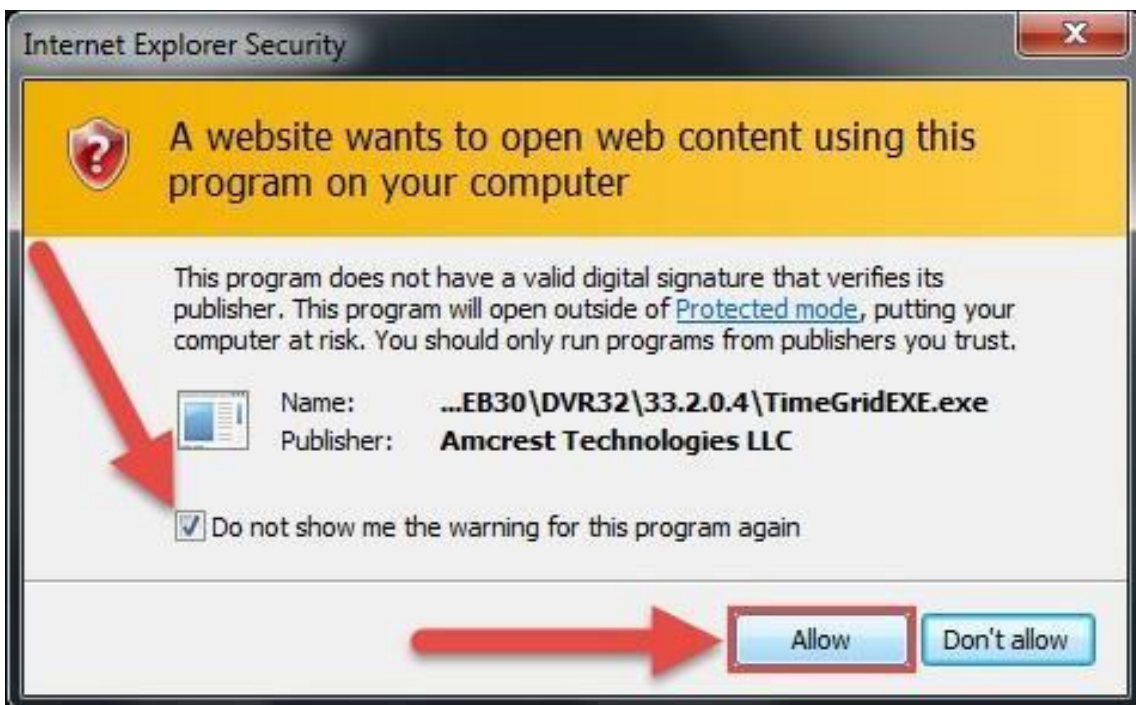 Internet Explorer Security
A website wants to open web content using this
program on your computer
This program does not have a valid digital signature that verifies its
publisher. This program will open outside of Protected mode, putting your
computer at risk. You should only run programs from publishers you trust.
Name: ...EB30\DVR32\33.2.0.4\TimeGridEXE.exe
Publisher: Amcrest Technologies LLC
Do not show me the warning for this program again
Allow Don't allow